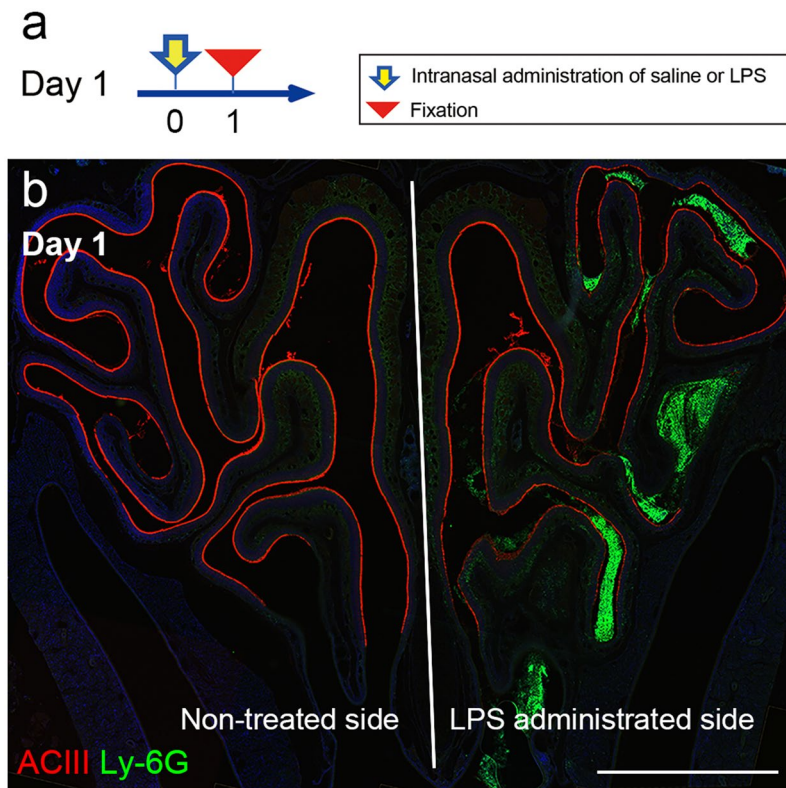 a
Day 1
0 1
Intranasal administration of saline or LPS
Fixation
b
Day 1
Non-treated side
LPS administrated side
ACIII Ly-6G